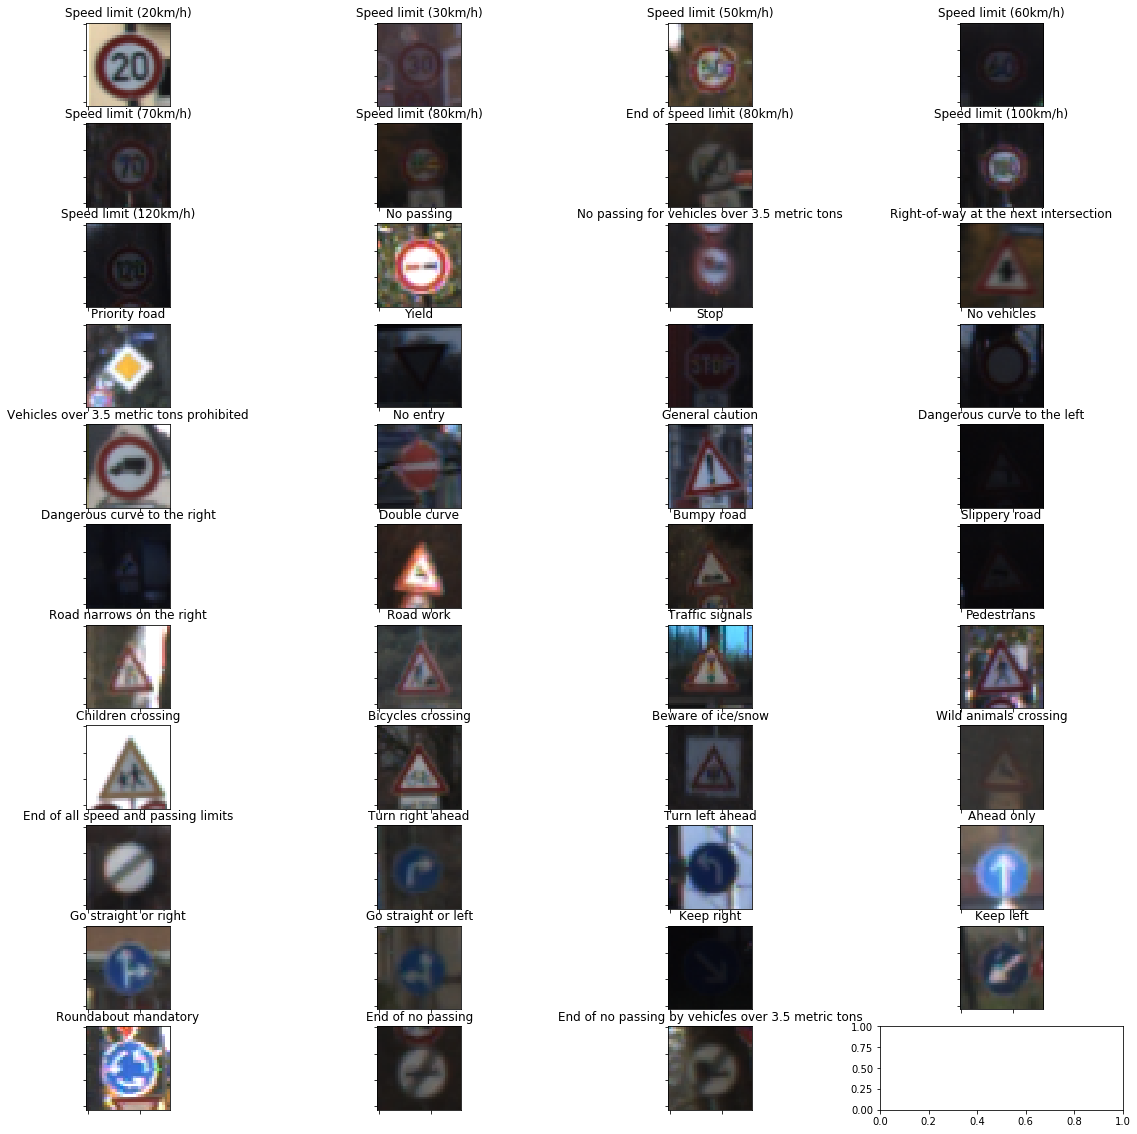 Speed limit (20km/h)
Speed limit (30km/h)
Speed limit (50km/h)
Speed limit (60km/h)
20
30
50
60
Speed limit (70km/h)
Speed limit (80km/h)
End of speed limit (80km/h)
Speed limit (100km/h)
70
Speed limit (120km/h)
No passing
No passing for vehicles over 3.5 metric tons
Right-of-way at the next intersection
120
Priority road
Yield
Stop
No vehicles
STOP
Vehicles over 3.5 metric tons prohibited
No entry
General caution
Dangerous curve to the left
Dangerous curve to the right
Double curve
Bumpy road
Slippery road
Road narrows on the right
Road work
Traffic signals
Pedestrians
Children crossing
Bicycles crossing
Beware of ice/snow
Wild animals crossing
End of all speed and passing limits
Turn right ahead
Turn left ahead
Ahead only
Go straight or right
Go straight or left
Keep right
Keep left
Roundabout mandatory
End of no passing
End of no passing by vehicles over 3.5 metric tons
1.00
0.75
0.50
0.25
0.00
0.0 0.2 0.4 0.6 0.8 1.0